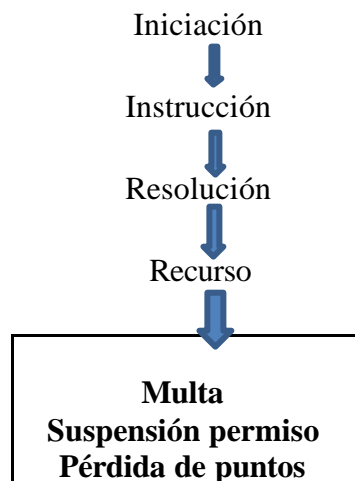 Iniciación
Instrucción
Resolución
Recurso
Multa
Suspensión permiso
Pérdida de puntos